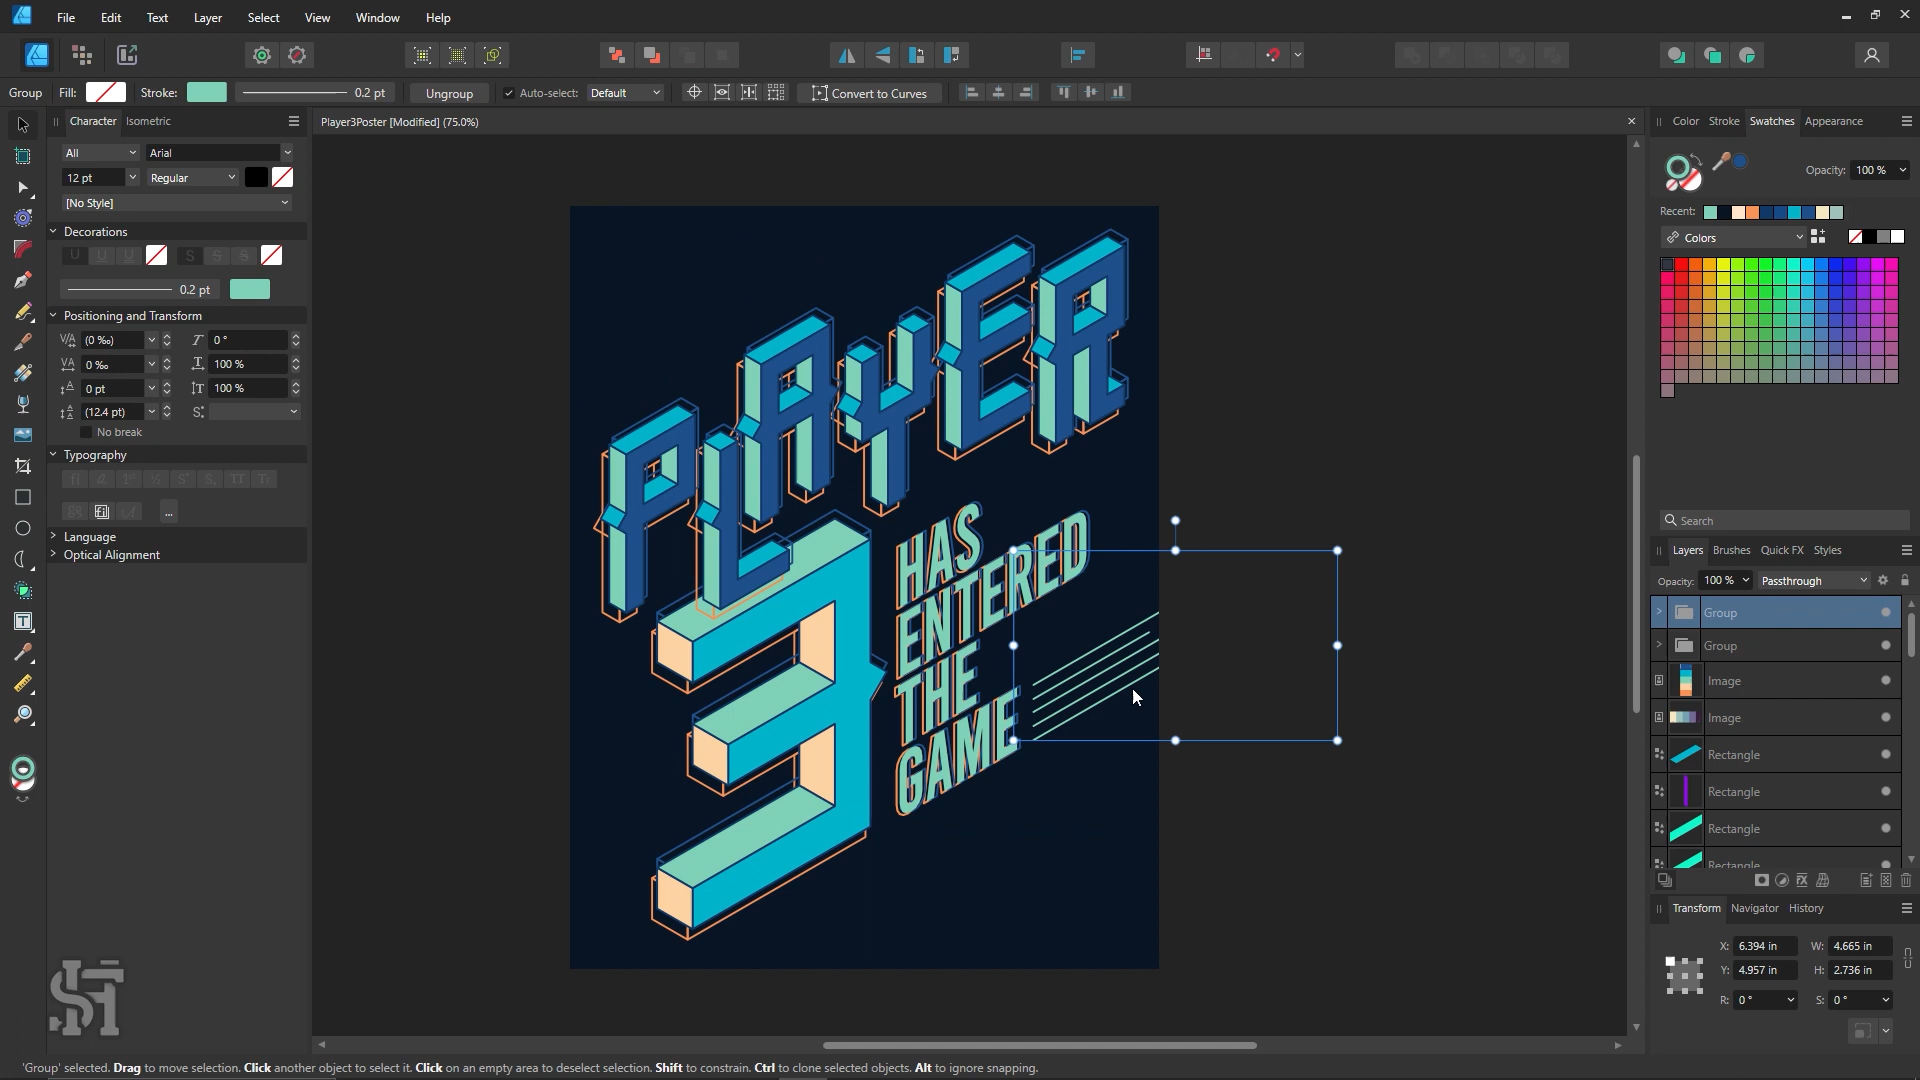 File Edit Text Layer Select View Window Help
Group Fill: Stroke: 0.2 pt Ungroup Auto-select: Default Convert to Curves
Character Isometric
Player3Poster [Modified] (75.0%)
Color Stroke Swatches Appearance
All Arial
12 pt Regular
[No Style]
Decorations
0.2 pt
Positioning and Transform
(0 ‰) 0 °
0 ‰ 100 %
0 pt 100 %
(12.4 pt)
No break
Typography
...
Language
Optical Alignment
PLAYER
3
HAS
ENTERED
THE
GAME
Opacity: 100 %
Recent:
Colors
Search
Layers Brushes Quick FX Styles
Opacity: 100 % Passthrough
Group
Group
Image
Image
Rectangle
Rectangle
Rectangle
Rectangle
Transform Navigator History
X: 6.394 in W: 4.665 in
Y: 4.957 in H: 2.736 in
R: 0 ° S: 0 °
'Group' selected. Drag to move selection. Click another object to select it. Click on an empty area to deselect selection. Shift to constrain. Ctrl to clone selected objects. Alt to ignore snapping.